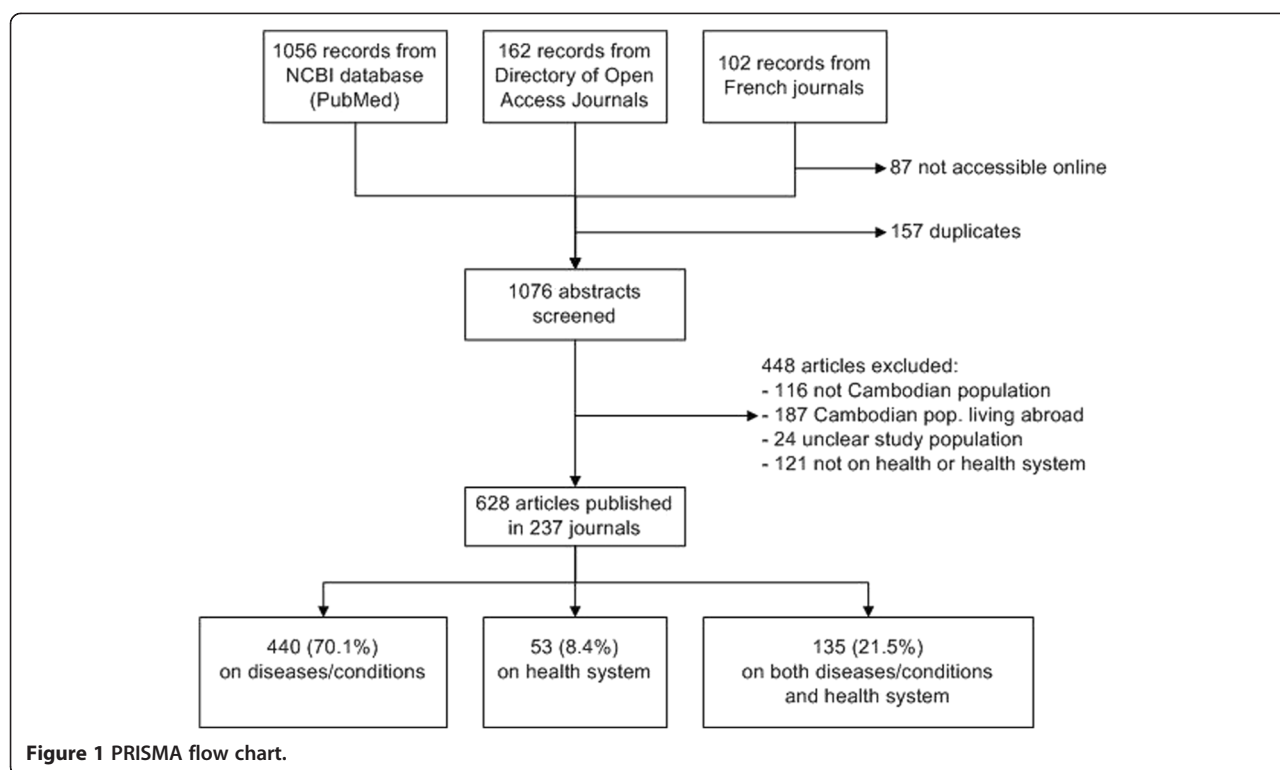 1056 records from
NCBI database
(PubMed)
162 records from
Directory of Open
Access Journals
102 records from
French journals
87 not accessible online
157 duplicates
1076 abstracts
screened
448 articles excluded:
- 116 not Cambodian population
- 187 Cambodian pop. living abroad
- 24 unclear study population
- 121 not on health or health system
628 articles published
in 237 journals
440 (70.1%)
on diseases/conditions
53 (8.4%)
on health system
135 (21.5%)
on both diseases/conditions
and health system
Figure 1 PRISMA flow chart.